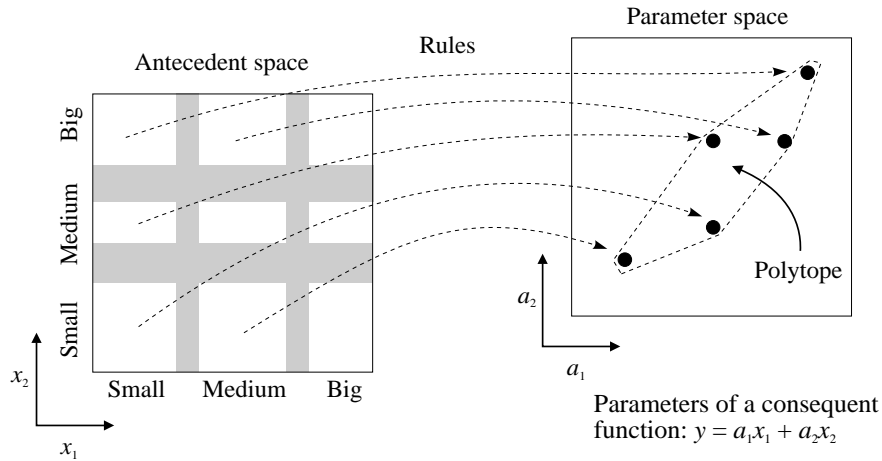 Parameter space
Rules
Antecedent space
Big
Medium
Small
Polytope
a₂
a₁
x₂
x₁
Small Medium Big
Parameters of a consequent
function: y = a₁x₁ + a₂x₂